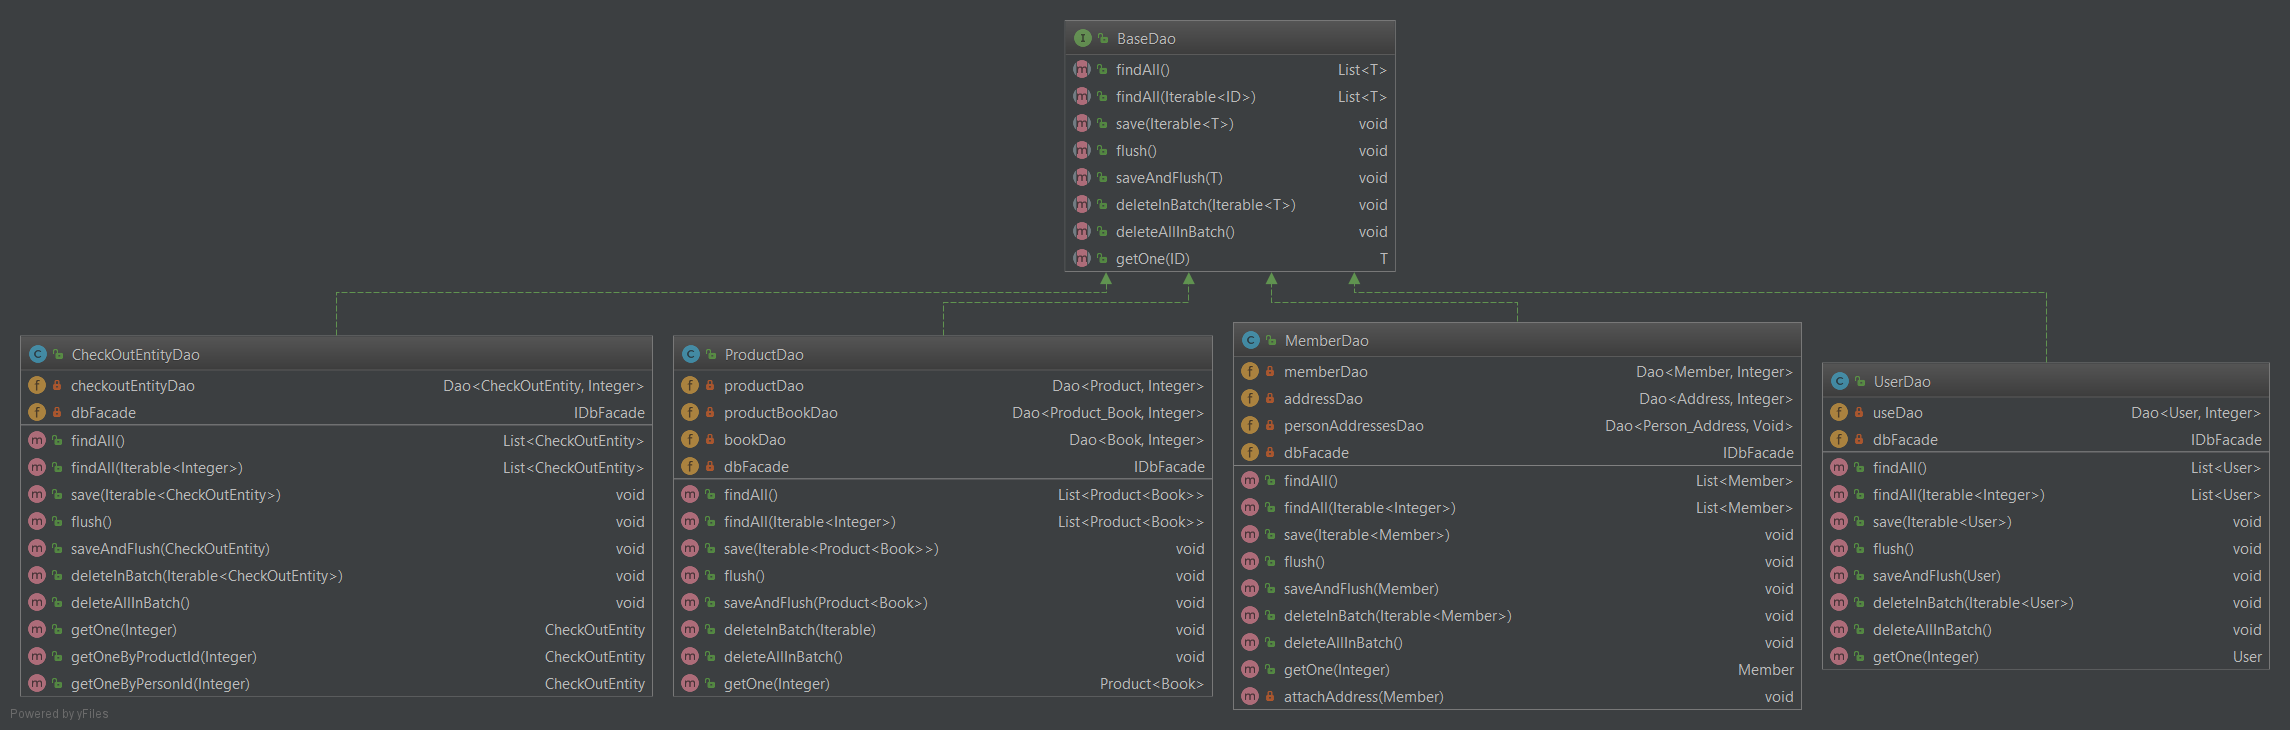 BaseDao
findAll() List<T>
findAll(Iterable<ID>) List<T>
save(Iterable<T>) void
flush() void
saveAndFlush(T) void
deleteInBatch(Iterable<T>) void
deleteAllInBatch() void
getOne(ID) T
CheckOutEntityDao
checkoutEntityDao Dao<CheckOutEntity, Integer>
dbFacade IDbFacade
findAll() List<CheckOutEntity>
findAll(Iterable<Integer>) List<CheckOutEntity>
save(Iterable<CheckOutEntity>) void
flush() void
saveAndFlush(CheckOutEntity) void
deleteInBatch(Iterable<CheckOutEntity>) void
deleteAllInBatch() void
getOne(Integer) CheckOutEntity
getOneByProductId(Integer) CheckOutEntity
getOneByPersonId(Integer) CheckOutEntity
ProductDao
productDao Dao<Product, Integer>
productBookDao Dao<Product_Book, Integer>
bookDao Dao<Book, Integer>
dbFacade IDbFacade
findAll() List<Product<Book>>
findAll(Iterable<Integer>) List<Product<Book>>
save(Iterable<Product<Book>>) void
flush() void
saveAndFlush(Product<Book>) void
deleteInBatch(Iterable) void
deleteAllInBatch() void
getOne(Integer) Product<Book>
MemberDao
memberDao Dao<Member, Integer>
addressDao Dao<Address, Integer>
personAddressesDao Dao<Person_Address, Void>
dbFacade IDbFacade
findAll() List<Member>
findAll(Iterable<Integer>) List<Member>
save(Iterable<Member>) void
flush() void
saveAndFlush(Member) void
deleteInBatch(Iterable<Member>) void
deleteAllInBatch() void
getOne(Integer) Member
attachAddress(Member) void
UserDao
useDao Dao<User, Integer>
dbFacade IDbFacade
findAll() List<User>
findAll(Iterable<Integer>) List<User>
save(Iterable<User>) void
flush() void
saveAndFlush(User) void
deleteInBatch(Iterable<User>) void
deleteAllInBatch() void
getOne(Integer) User
Powered by yFiles